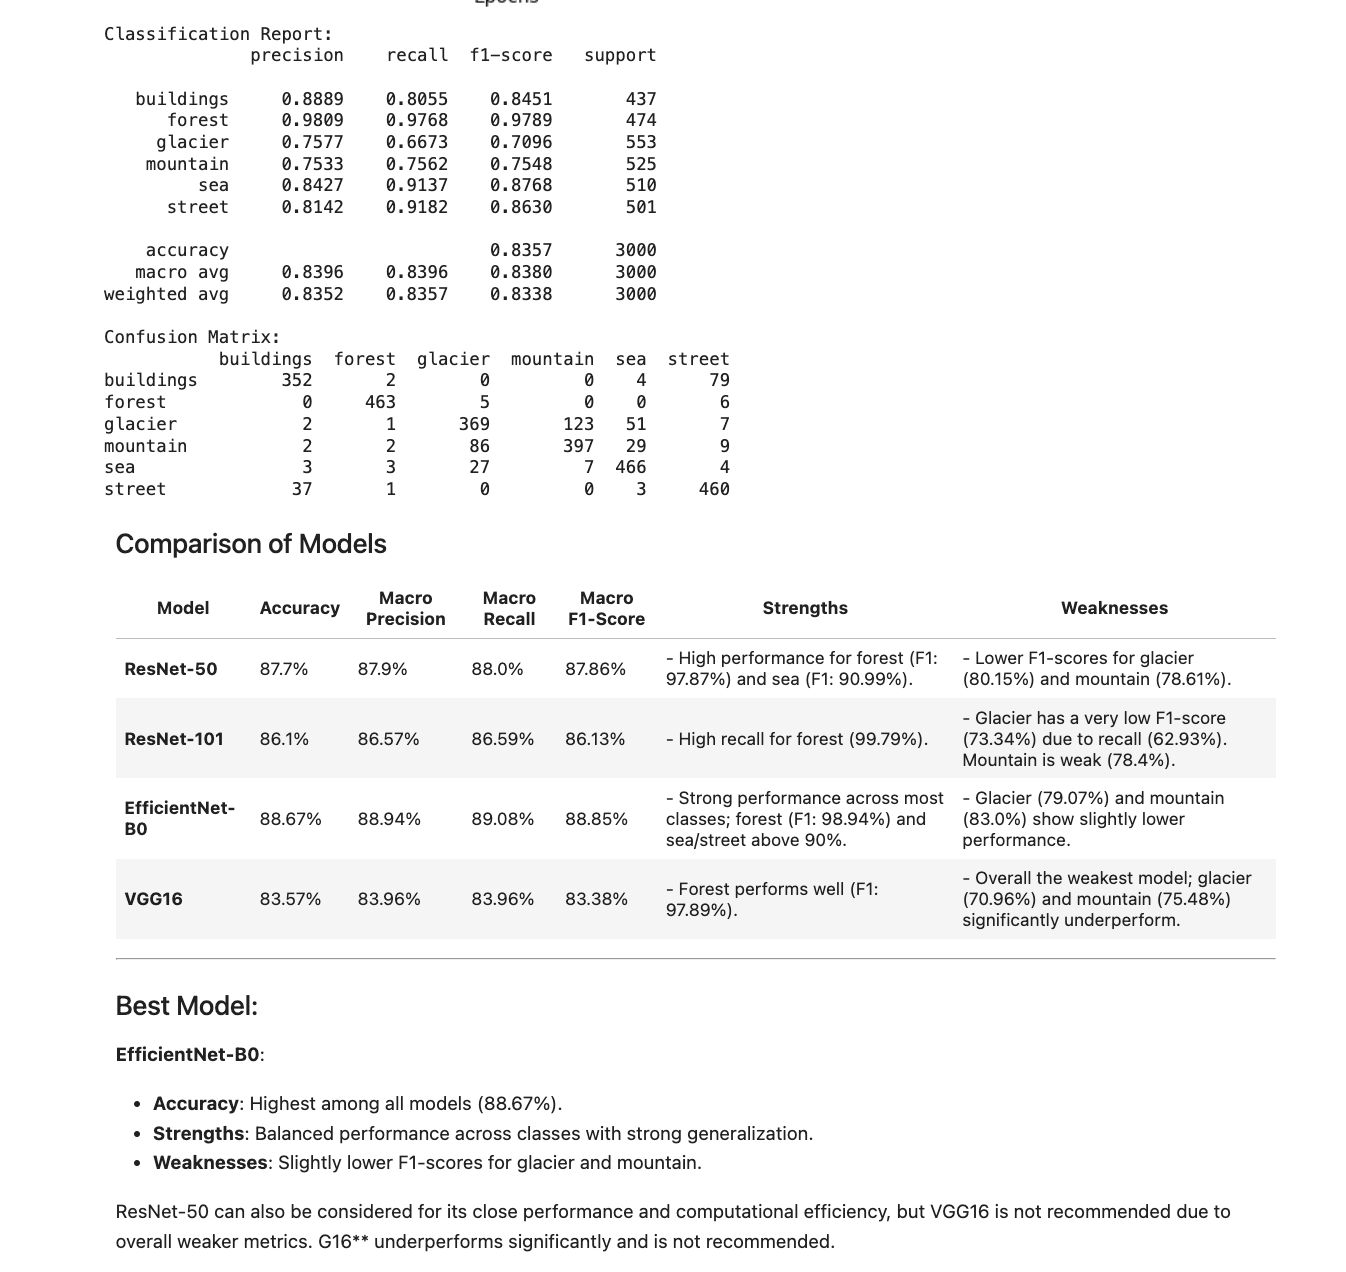 Epochs
Classification Report:
precision recall f1-score support
buildings 0.8889 0.8055 0.8451 437
forest 0.9809 0.9768 0.9789 474
glacier 0.7577 0.6673 0.7096 553
mountain 0.7533 0.7562 0.7548 525
sea 0.8427 0.9137 0.8768 510
street 0.8142 0.9182 0.8630 501
accuracy 0.8357 3000
macro avg 0.8396 0.8396 0.8380 3000
weighted avg 0.8352 0.8357 0.8338 3000
Confusion Matrix:
buildings forest glacier mountain sea street
buildings 352 2 0 0 4 79
forest 0 463 5 0 0 6
glacier 2 1 369 123 51 7
mountain 2 2 86 397 29 9
sea 3 3 27 7 466 4
street 37 1 0 0 3 460
Comparison of Models
Model Accuracy Macro Precision Macro Recall Macro F1-Score Strengths Weaknesses
ResNet-50 87.7% 87.9% 88.0% 87.86% - High performance for forest (F1: 97.87%) and sea (F1: 90.99%). - Lower F1-scores for glacier (80.15%) and mountain (78.61%).
ResNet-101 86.1% 86.57% 86.59% 86.13% - High recall for forest (99.79%). - Glacier has a very low F1-score (73.34%) due to recall (62.93%). Mountain is weak (78.4%).
EfficientNet-B0 88.67% 88.94% 89.08% 88.85% - Strong performance across most classes; forest (F1: 98.94%) and sea/street above 90%. - Glacier (79.07%) and mountain (83.0%) show slightly lower performance.
VGG16 83.57% 83.96% 83.96% 83.38% - Forest performs well (F1: 97.89%). - Overall the weakest model; glacier (70.96%) and mountain (75.48%) significantly underperform.
Best Model:
EfficientNet-B0:
• Accuracy: Highest among all models (88.67%).
• Strengths: Balanced performance across classes with strong generalization.
• Weaknesses: Slightly lower F1-scores for glacier and mountain.
ResNet-50 can also be considered for its close performance and computational efficiency, but VGG16 is not recommended due to
overall weaker metrics. G16** underperforms significantly and is not recommended.